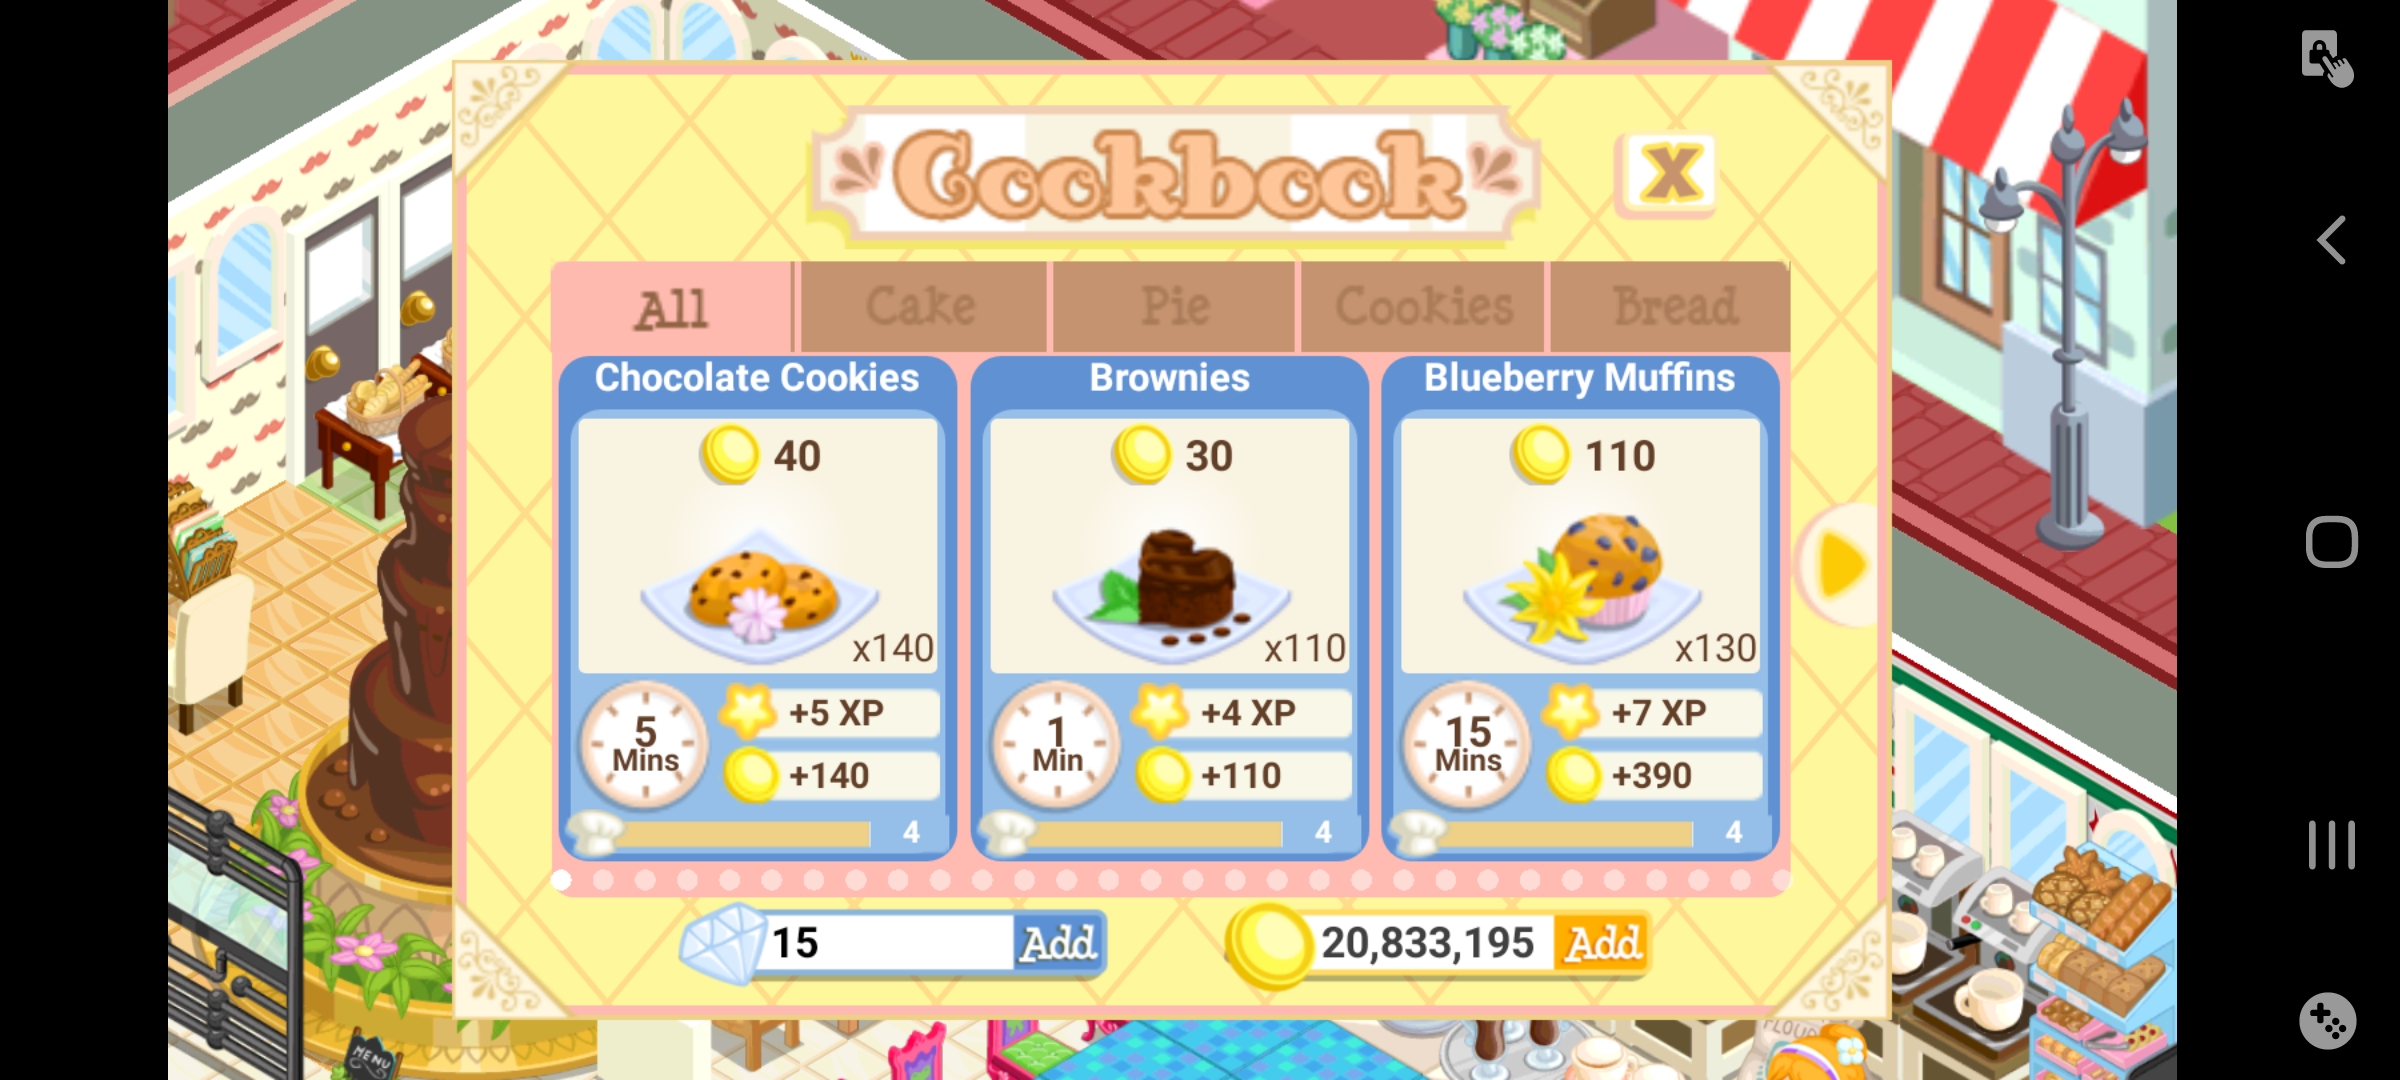 Cookbook
X
All
Cake
Pie
Cookies
Bread
Chocolate Cookies
40
x140
5
Mins
+5 XP
+140
4
Brownies
30
x110
1
Min
+4 XP
+110
4
Blueberry Muffins
110
x130
15
Mins
+7 XP
+390
4
15
Add
20,833,195
Add
MENU